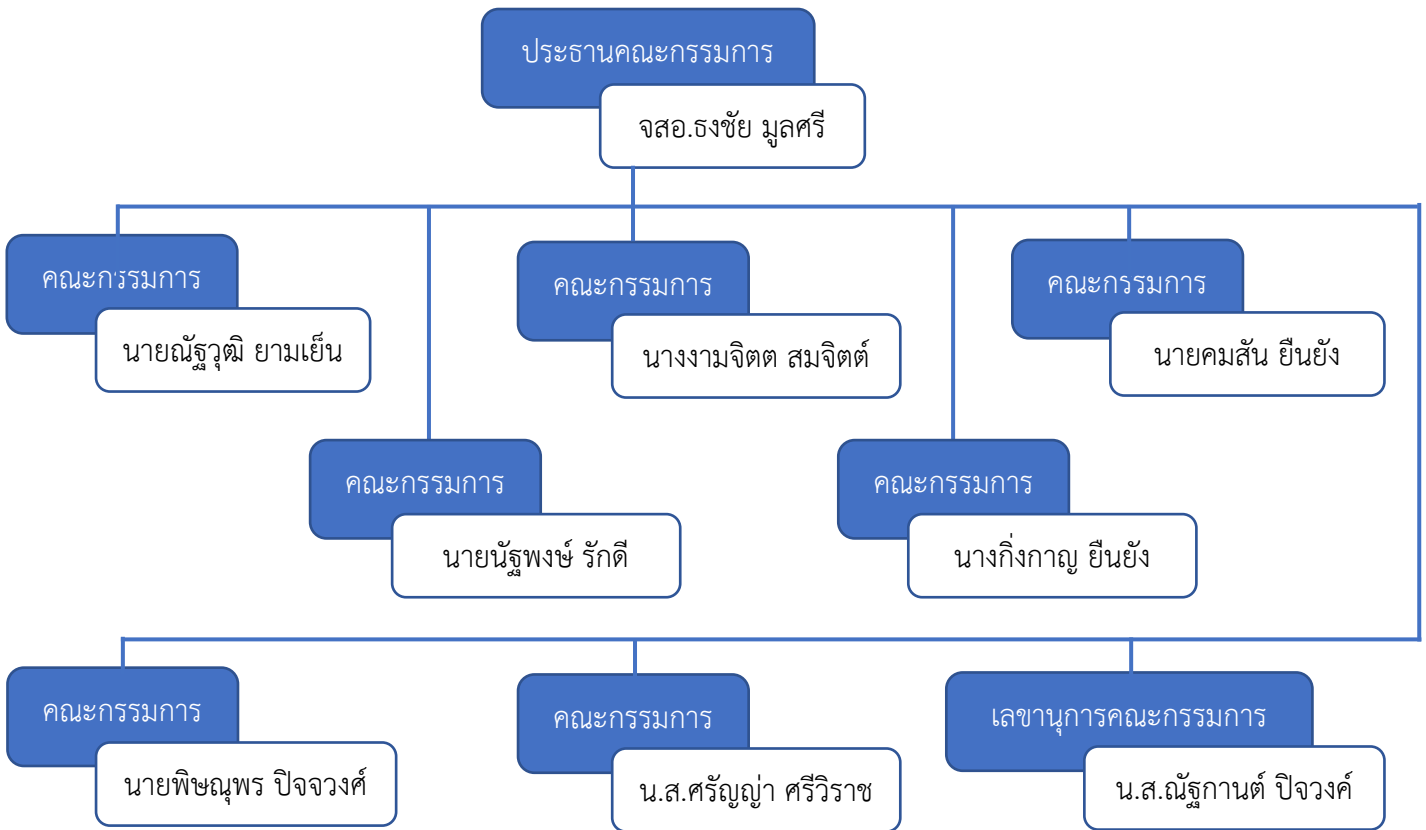 ประธานคณะกรรมการ
จสอ.ธงชัย มูลศรี
คณะกรรมการ
นายณัฐวุฒิ ยามเย็น
คณะกรรมการ
นางงามจิตต สมจิตต์
คณะกรรมการ
นายคมสัน ยืนยัง
คณะกรรมการ
นายนัฐพงษ์ รักดี
คณะกรรมการ
นางกิ่งกาญ ยืนยัง
คณะกรรมการ
นายพิษณุพร ปิจจวงศ์
คณะกรรมการ
น.ส.ศรัญญ่า ศรีวิราช
เลขานุการคณะกรรมการ
น.ส.ณัฐกานต์ ปิจวงค์